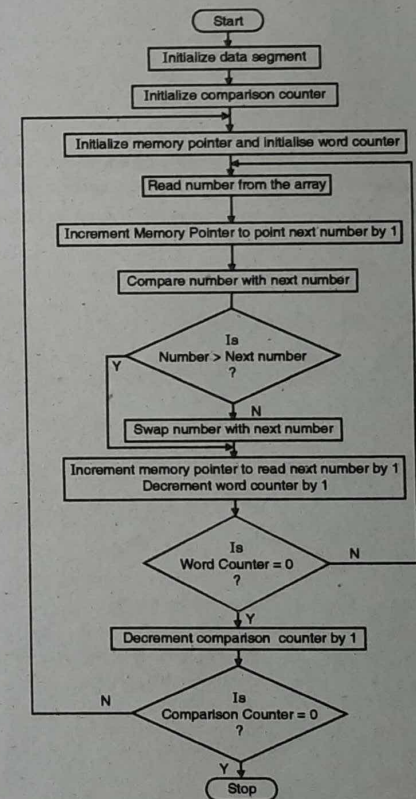 Start
Initialize data segment
Initialize comparison counter
Initialize memory pointer and initialise word counter
Read number from the array
Increment Memory Pointer to point next number by 1
Compare number with next number
Is
Number > Next number
?
Y
N
Swap number with next number
Increment memory pointer to read next number by 1
Decrement word counter by 1
Is
Word Counter = 0
?
N
Y
Decrement comparison counter by 1
Is
Comparison Counter = 0
?
N
Y
Stop